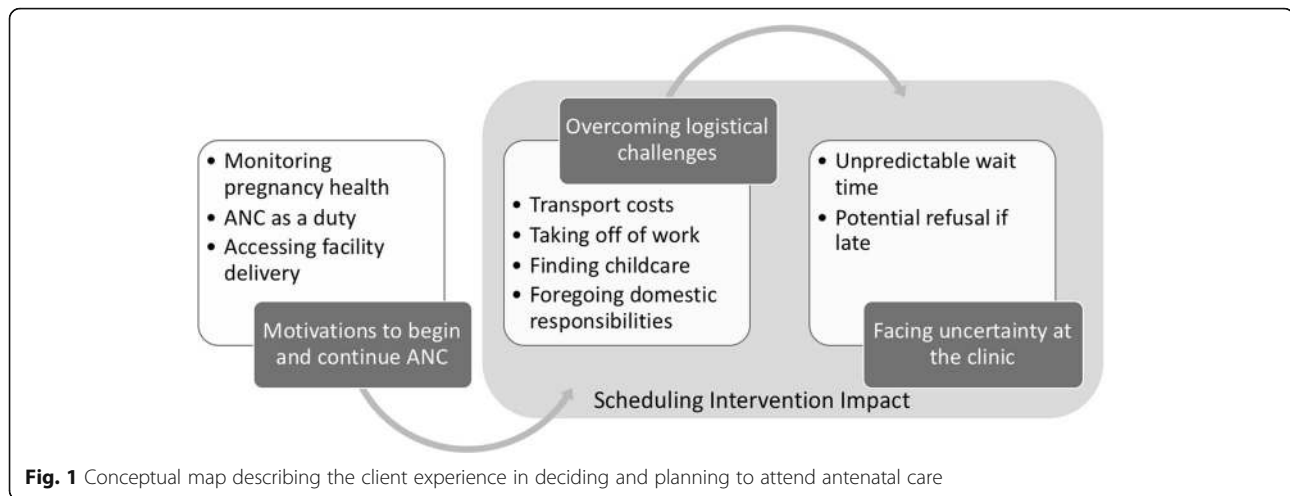 • Monitoring
pregnancy health
• ANC as a duty
• Accessing facility
delivery
Motivations to begin
and continue ANC
Overcoming logistical
challenges
• Transport costs
• Taking off of work
• Finding childcare
• Foregoing domestic
responsibilities
• Unpredictable wait
time
• Potential refusal if
late
Facing uncertainty at
the clinic
Scheduling Intervention Impact
Fig. 1 Conceptual map describing the client experience in deciding and planning to attend antenatal care